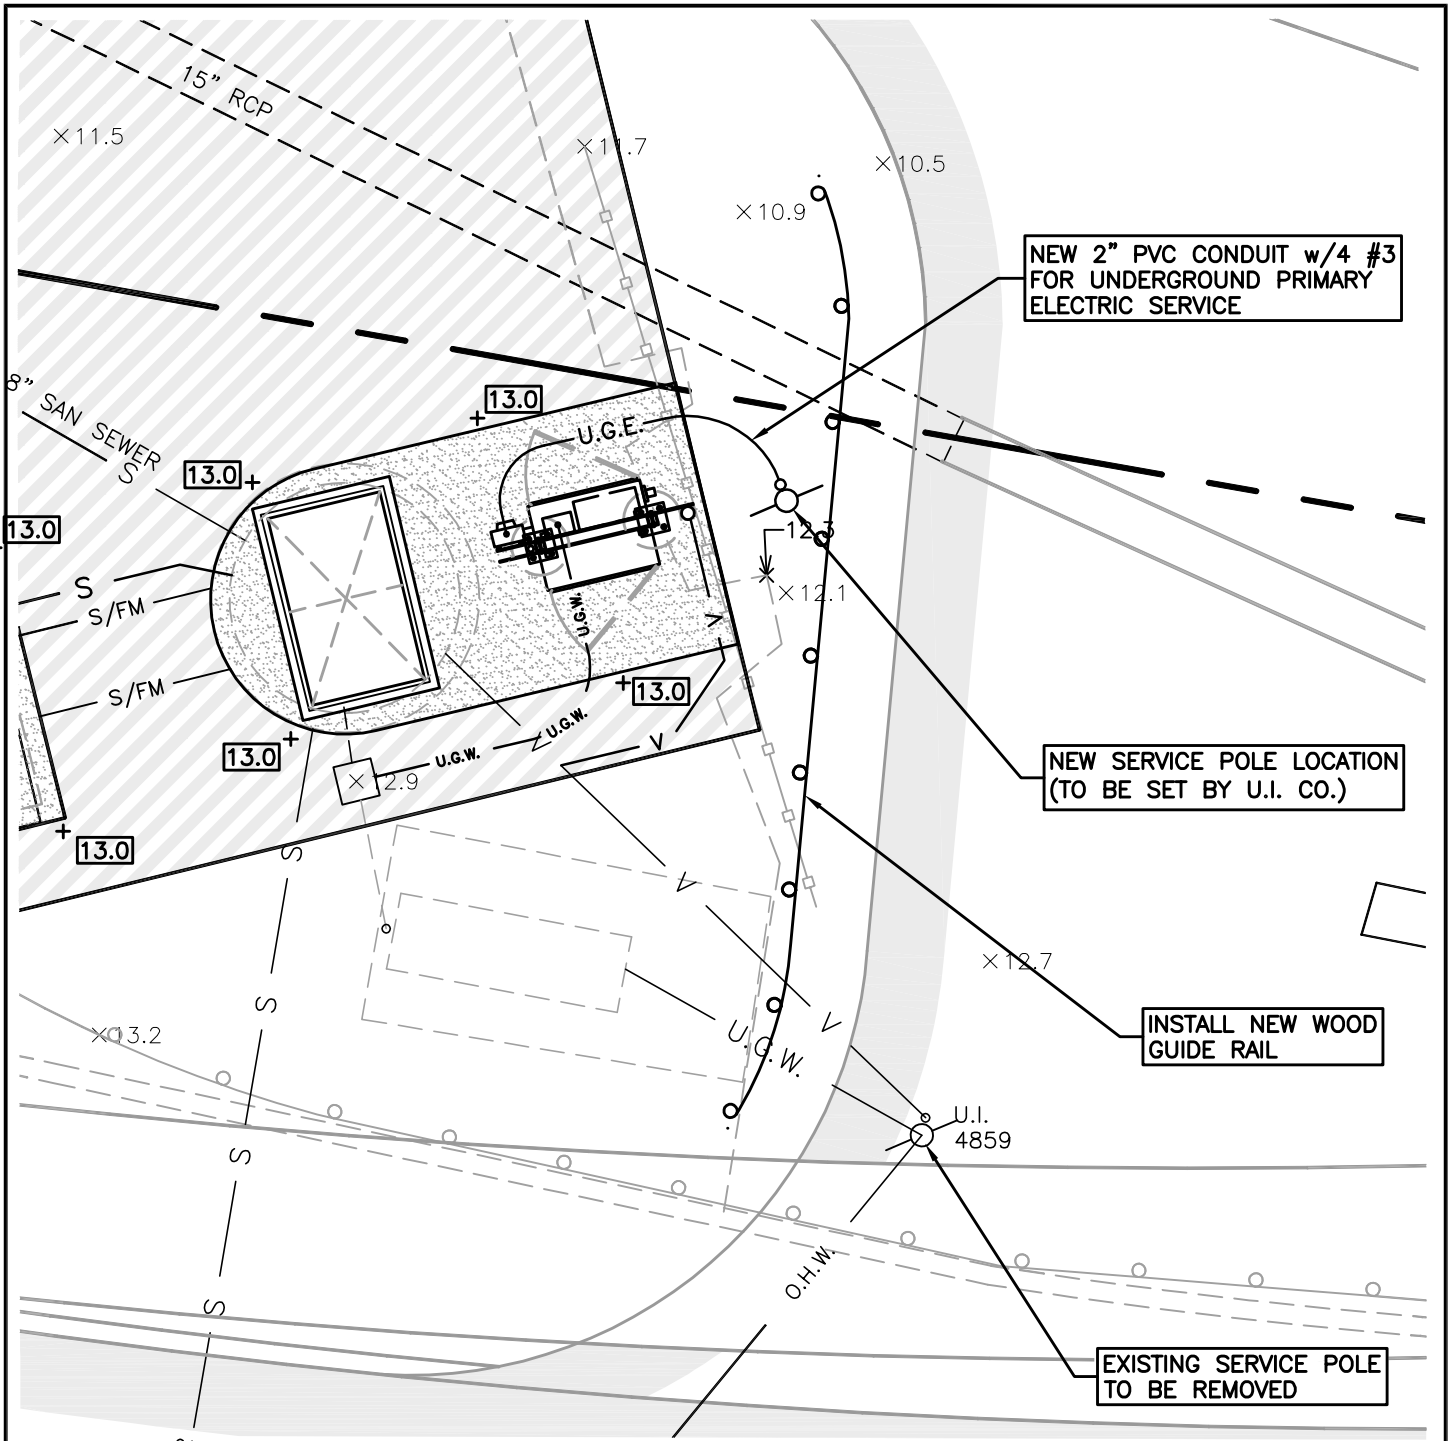 15” RCP
×11.5
×11.7
×10.5
×10.9
NEW 2” PVC CONDUIT w/4 #3
FOR UNDERGROUND PRIMARY
ELECTRIC SERVICE
8” SAN SEWER
S
13.0
U.G.E.
13.0
13.0
12.3
×12.1
S
S/FM
U.G.W.
V
S/FM
13.0
U.G.W.
U.G.W.
V
13.0
×12.9
NEW SERVICE POLE LOCATION
(TO BE SET BY U.I. CO.)
13.0
S
V
×12.7
S
V
×13.2
U.G.W.
INSTALL NEW WOOD
GUIDE RAIL
U.I.
4859
S
O.H.W.
S
EXISTING SERVICE POLE
TO BE REMOVED